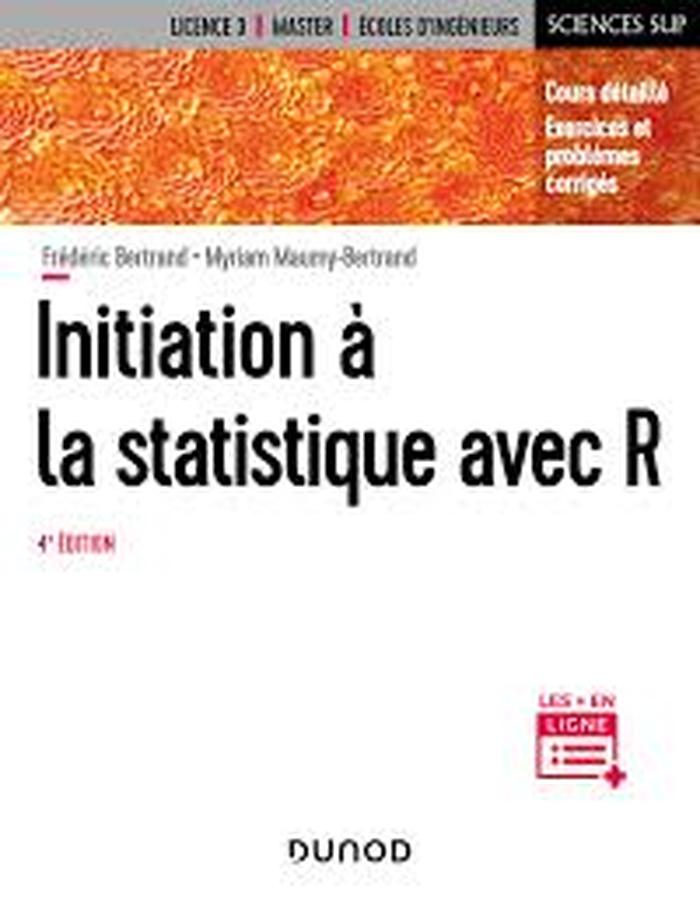 LICENCE 3 | MASTER | ÉCOLES D'INGÉNIEURS
SCIENCES SUP
Cours détaillé
Exercices et
problèmes
corrigés
Frédéric Bertrand • Myriam Maumy-Bertrand
Initiation à
la statistique avec R
4e ÉDITION
LES + EN
LIGNE
DUNOD